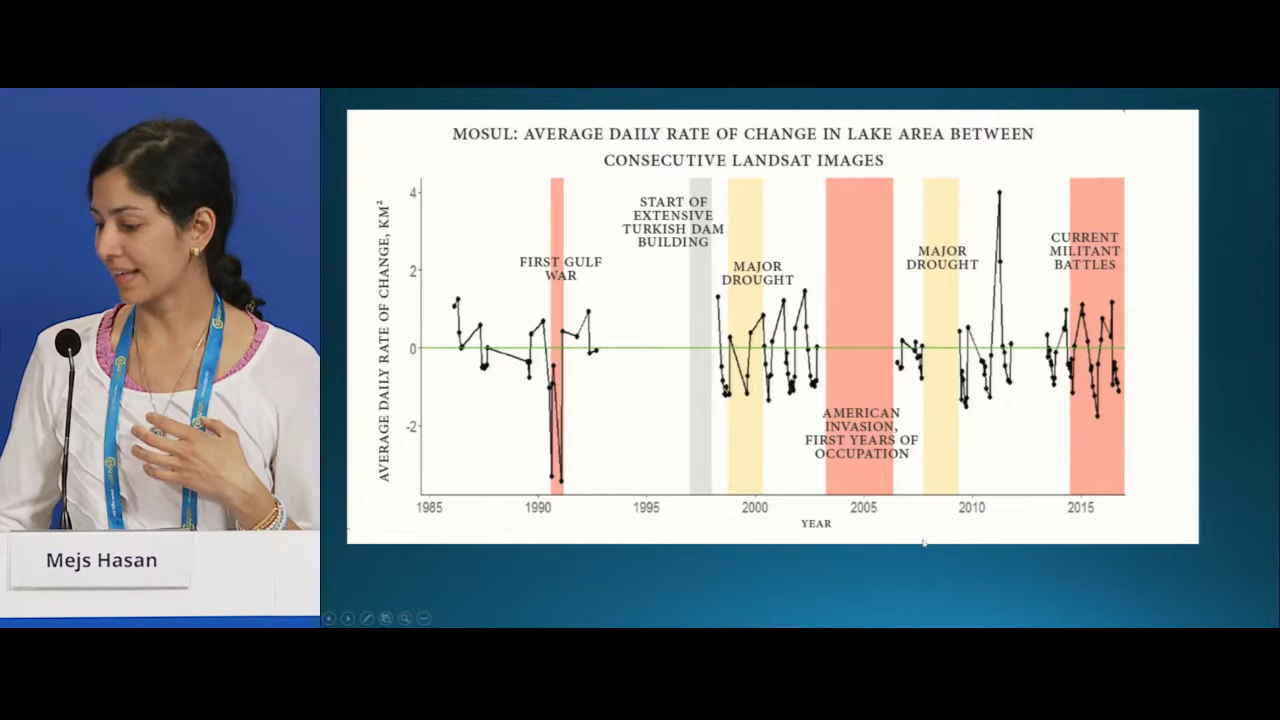 MOSUL: AVERAGE DAILY RATE OF CHANGE IN LAKE AREA BETWEEN
CONSECUTIVE LANDSAT IMAGES
AVERAGE DAILY RATE OF CHANGE, KM²
4
2
0
-2
FIRST GULF
WAR
START OF
EXTENSIVE
TURKISH DAM
BUILDING
MAJOR
DROUGHT
AMERICAN
INVASION,
FIRST YEARS OF
OCCUPATION
MAJOR
DROUGHT
CURRENT
MILITANT
BATTLES
1985
1990
1995
2000
2005
2010
2015
YEAR
Mejs Hasan